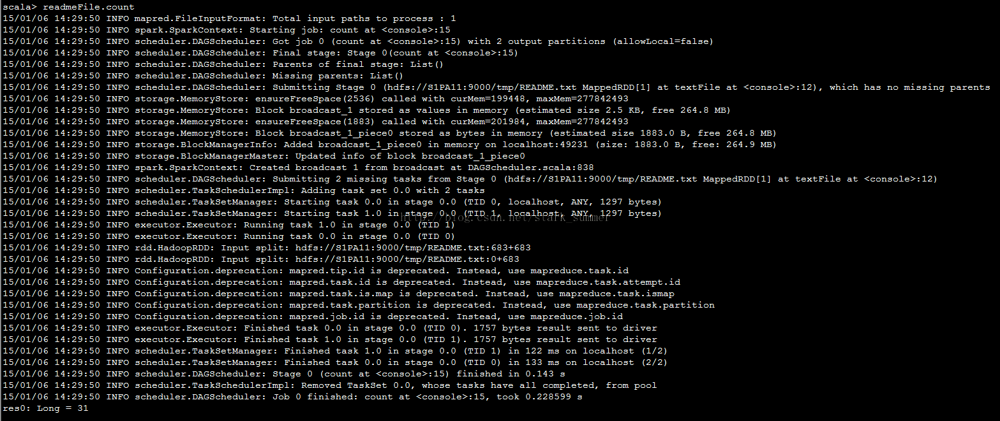 scala> readmeFile.count
15/01/06 14:29:50 INFO mapred.FileInputFormat: Total input paths to process : 1
15/01/06 14:29:50 INFO spark.SparkContext: Starting job: count at <console>:15
15/01/06 14:29:50 INFO scheduler.DAGScheduler: Got job 0 (count at <console>:15) with 2 output partitions (allowLocal=false)
15/01/06 14:29:50 INFO scheduler.DAGScheduler: Final stage: Stage 0(count at <console>:15)
15/01/06 14:29:50 INFO scheduler.DAGScheduler: Parents of final stage: List()
15/01/06 14:29:50 INFO scheduler.DAGScheduler: Missing parents: List()
15/01/06 14:29:50 INFO scheduler.DAGScheduler: Submitting Stage 0 (hdfs://S1PA11:9000/tmp/README.txt MappedRDD[1] at textFile at <console>:12), which has no missing parents
15/01/06 14:29:50 INFO storage.MemoryStore: ensureFreeSpace(2536) called with curMem=199448, maxMem=277842493
15/01/06 14:29:50 INFO storage.MemoryStore: Block broadcast_1 stored as values in memory (estimated size 2.5 KB, free 264.8 MB)
15/01/06 14:29:50 INFO storage.MemoryStore: ensureFreeSpace(1883) called with curMem=201984, maxMem=277842493
15/01/06 14:29:50 INFO storage.MemoryStore: Block broadcast_1_piece0 stored as bytes in memory (estimated size 1883.0 B, free 264.8 MB)
15/01/06 14:29:50 INFO storage.BlockManagerInfo: Added broadcast_1_piece0 in memory on localhost:49231 (size: 1883.0 B, free: 264.9 MB)
15/01/06 14:29:50 INFO storage.BlockManagerMaster: Updated info of block broadcast_1_piece0
15/01/06 14:29:50 INFO spark.SparkContext: Created broadcast 1 from broadcast at DAGScheduler.scala:838
15/01/06 14:29:50 INFO scheduler.DAGScheduler: Submitting 2 missing tasks from Stage 0 (hdfs://S1PA11:9000/tmp/README.txt MappedRDD[1] at textFile at <console>:12)
15/01/06 14:29:50 INFO scheduler.TaskSchedulerImpl: Adding task set 0.0 with 2 tasks
15/01/06 14:29:50 INFO scheduler.TaskSetManager: Starting task 0.0 in stage 0.0 (TID 0, localhost, ANY, 1297 bytes)
15/01/06 14:29:50 INFO scheduler.TaskSetManager: Starting task 1.0 in stage 0.0 (TID 1, localhost, ANY, 1297 bytes)
http://blog.csdn.net/stark_summer
15/01/06 14:29:50 INFO executor.Executor: Running task 1.0 in stage 0.0 (TID 1)
15/01/06 14:29:50 INFO executor.Executor: Running task 0.0 in stage 0.0 (TID 0)
15/01/06 14:29:50 INFO rdd.HadoopRDD: Input split: hdfs://S1PA11:9000/tmp/README.txt:683+683
15/01/06 14:29:50 INFO rdd.HadoopRDD: Input split: hdfs://S1PA11:9000/tmp/README.txt:0+683
15/01/06 14:29:50 INFO Configuration.deprecation: mapred.tip.id is deprecated. Instead, use mapreduce.task.id
15/01/06 14:29:50 INFO Configuration.deprecation: mapred.task.id is deprecated. Instead, use mapreduce.task.attempt.id
15/01/06 14:29:50 INFO Configuration.deprecation: mapred.task.is.map is deprecated. Instead, use mapreduce.task.ismap
15/01/06 14:29:50 INFO Configuration.deprecation: mapred.task.partition is deprecated. Instead, use mapreduce.task.partition
15/01/06 14:29:50 INFO Configuration.deprecation: mapred.job.id is deprecated. Instead, use mapreduce.job.id
15/01/06 14:29:50 INFO executor.Executor: Finished task 0.0 in stage 0.0 (TID 0). 1757 bytes result sent to driver
15/01/06 14:29:50 INFO executor.Executor: Finished task 1.0 in stage 0.0 (TID 1). 1757 bytes result sent to driver
15/01/06 14:29:50 INFO scheduler.TaskSetManager: Finished task 1.0 in stage 0.0 (TID 1) in 122 ms on localhost (1/2)
15/01/06 14:29:50 INFO scheduler.TaskSetManager: Finished task 0.0 in stage 0.0 (TID 0) in 133 ms on localhost (2/2)
15/01/06 14:29:50 INFO scheduler.DAGScheduler: Stage 0 (count at <console>:15) finished in 0.143 s
15/01/06 14:29:50 INFO scheduler.TaskSchedulerImpl: Removed TaskSet 0.0, whose tasks have all completed, from pool
15/01/06 14:29:50 INFO scheduler.DAGScheduler: Job 0 finished: count at <console>:15, took 0.228599 s
res0: Long = 31